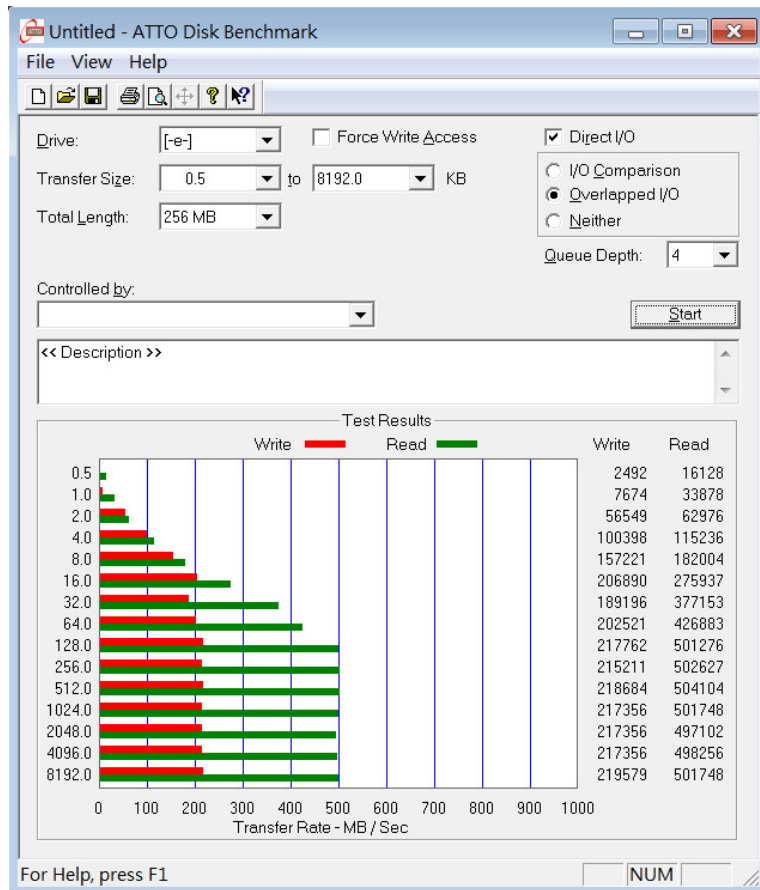 Untitled - ATTO Disk Benchmark
File View Help
Drive: [-e-] Force Write Access Direct I/O
Transfer Size: 0.5 to 8192.0 KB I/O Comparison
Overlapped I/O
Total Length: 256 MB Neither
Queue Depth: 4
Controlled by:
Start
<< Description >>
Test Results
Write Read Write Read
0.5 2492 16128
1.0 7674 33878
2.0 56549 62976
4.0 100398 115236
8.0 157221 182004
16.0 206890 275937
32.0 189196 377153
64.0 202521 426883
128.0 217762 501276
256.0 215211 502627
512.0 218684 504104
1024.0 217356 501748
2048.0 217356 497102
4096.0 217356 498256
8192.0 219579 501748
0 100 200 300 400 500 600 700 800 900 1000
Transfer Rate - MB / Sec
For Help, press F1 NUM